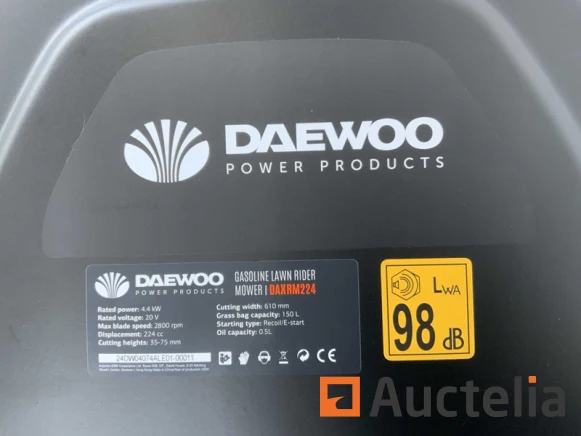 DAEWOO
POWER PRODUCTS
DAEWOO
POWER PRODUCTS
GASOLINE LAWN RIDER
MOWER | DAXRM224
Rated power: 4.4 kW
Rated voltage: 20 V
Max blade speed: 2800 rpm
Displacement: 224 cc
Cutting heights: 35-75 mm
Cutting width: 610 mm
Grass bag capacity: 150 L
Starting type: Recoil/E-start
Oil capacity: 0.5L
24DW04074ALE01-00011
LWA
98 dB
Auctelia